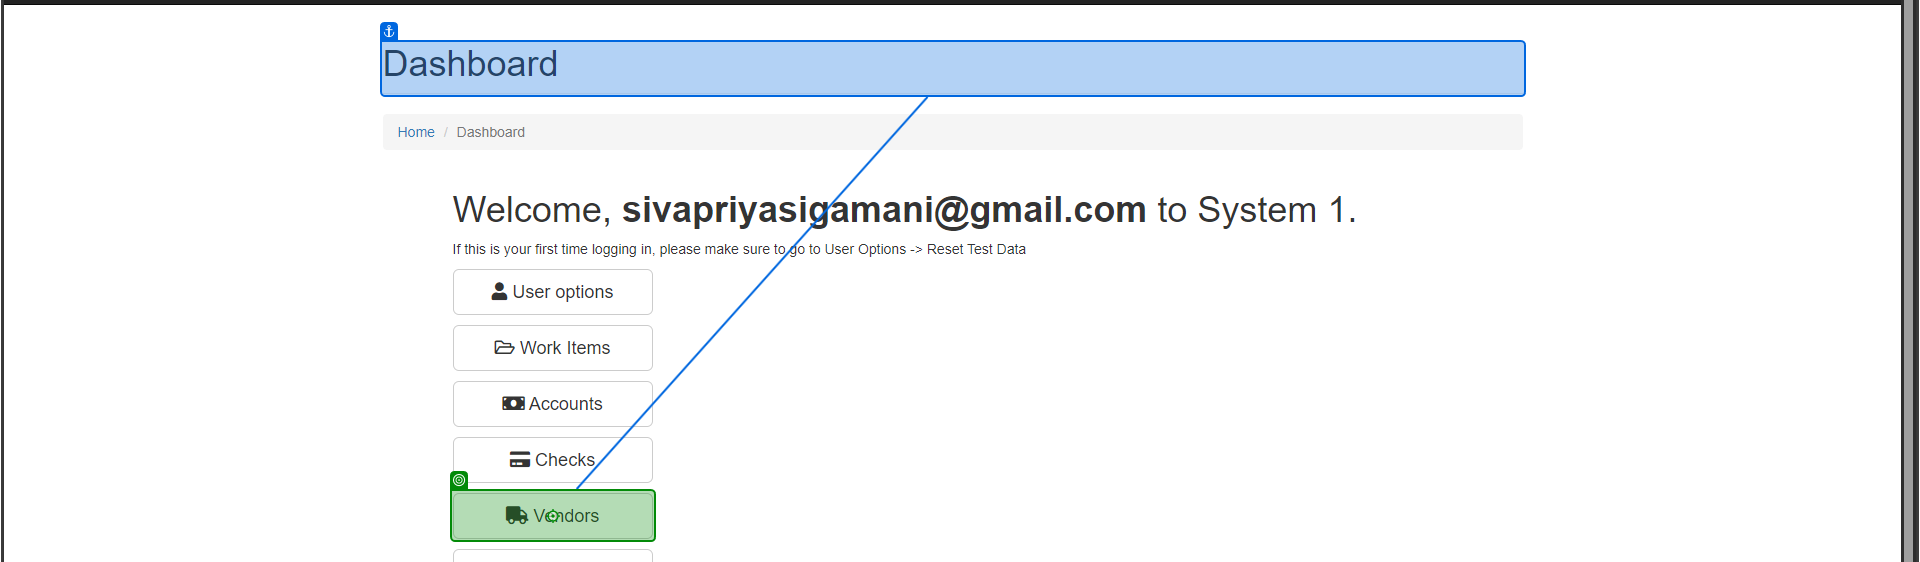 Dashboard
Home / Dashboard
Welcome, sivapriyasigamani@gmail.com to System 1.
If this is your first time logging in, please make sure to go to User Options -> Reset Test Data
User options
Work Items
Accounts
Checks
Vendors